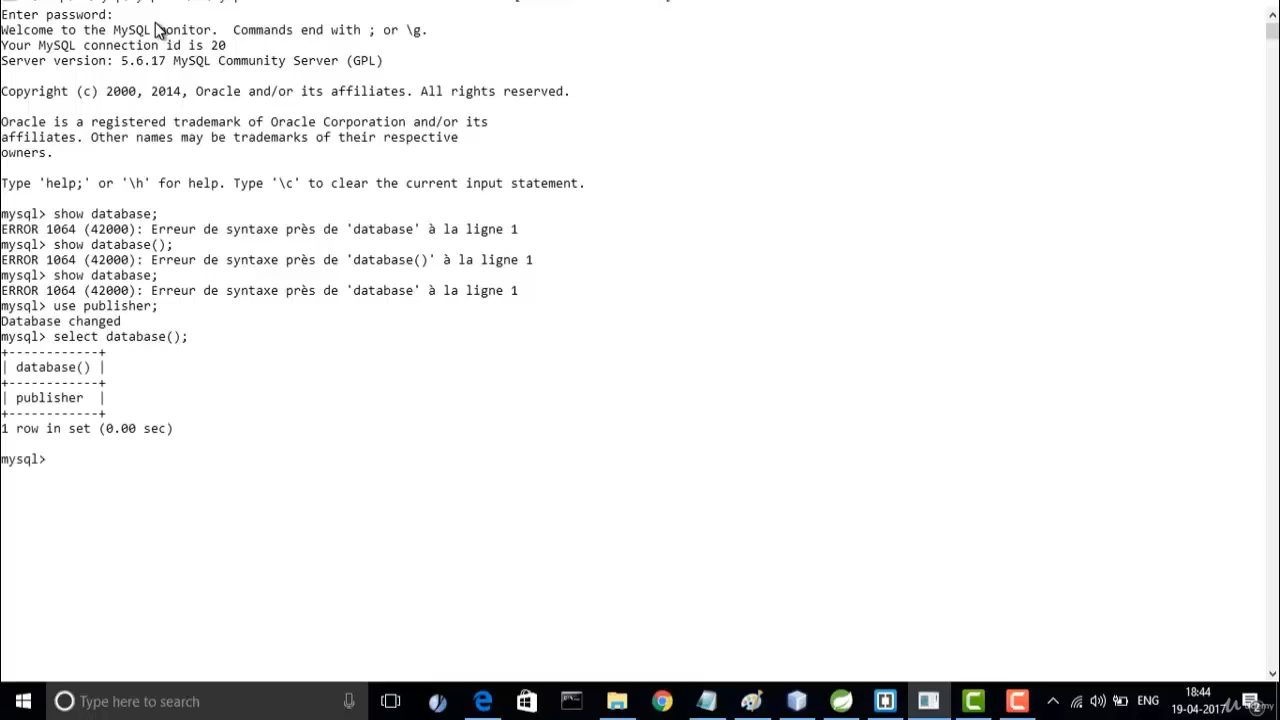 Enter password:
Welcome to the MySQL monitor.  Commands end with ; or \g.
Your MySQL connection id is 20
Server version: 5.6.17 MySQL Community Server (GPL)
Copyright (c) 2000, 2014, Oracle and/or its affiliates. All rights reserved.
Oracle is a registered trademark of Oracle Corporation and/or its
affiliates. Other names may be trademarks of their respective
owners.
Type 'help;' or '\h' for help. Type '\c' to clear the current input statement.
mysql> show database;
ERROR 1064 (42000): Erreur de syntaxe près de 'database' à la ligne 1
mysql> show database();
ERROR 1064 (42000): Erreur de syntaxe près de 'database()' à la ligne 1
mysql> show database;
ERROR 1064 (42000): Erreur de syntaxe près de 'database' à la ligne 1
mysql> use publisher;
Database changed
mysql> select database();
+------------+
| database() |
+------------+
| publisher  |
+------------+
1 row in set (0.00 sec)
mysql>
Type here to search
ENG
18:44
19-04-2017